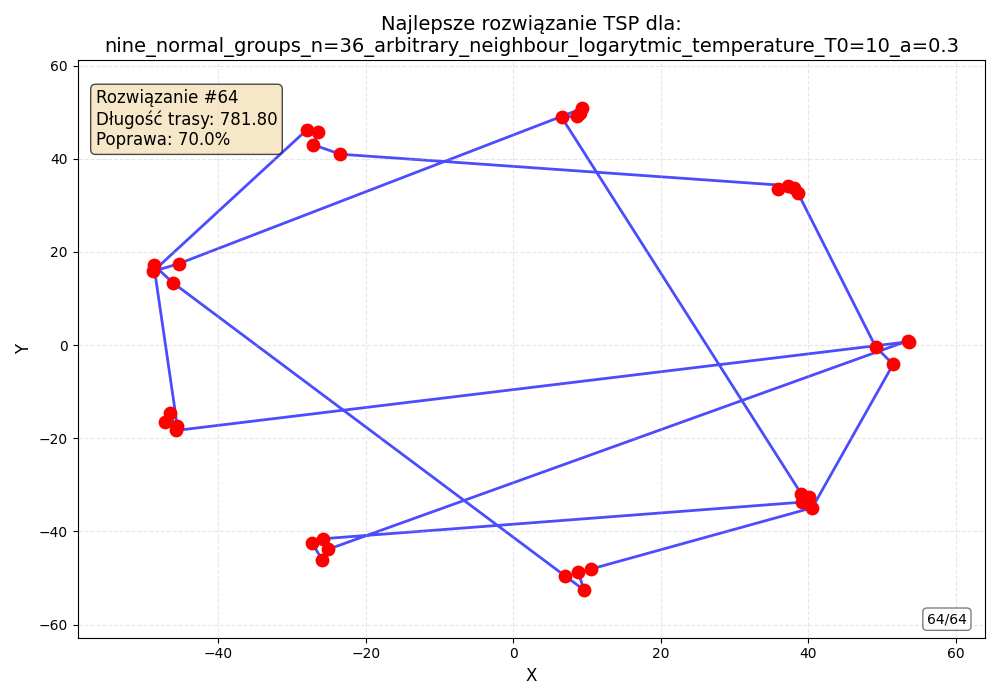 Najlepsze rozwiązanie TSP dla:
nine_normal_groups_n=36_arbitrary_neighbour_logarytmic_temperature_T0=10_a=0.3
Rozwiązanie #64
Długość trasy: 781.80
Poprawa: 70.0%
60
40
20
0
−20
−40
−60
Y
64/64
−40
−20
0
20
40
60
X